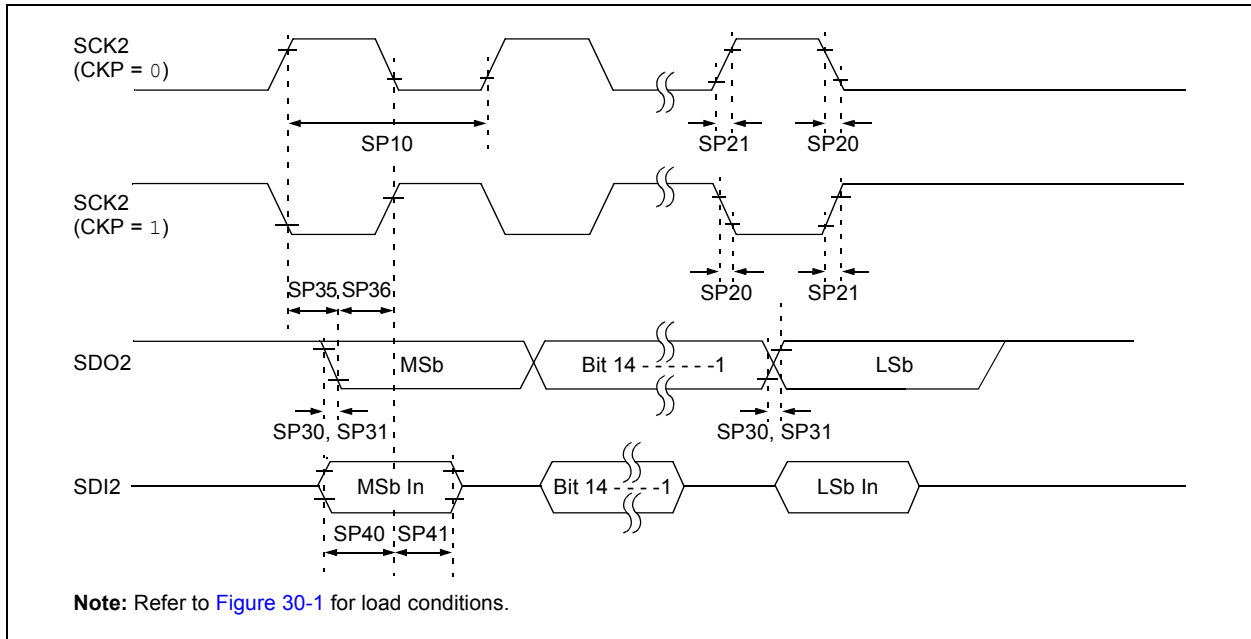 SCK2
(CKP = 0)
SP10
SP21
SP20
SCK2
(CKP = 1)
SP35
SP36
SP20
SP21
SDO2
MSb
Bit 14 - - - - - -1
LSb
SP30, SP31
SP30, SP31
SDI2
MSb In
Bit 14 - - - -1
LSb In
SP40
SP41
Note: Refer to Figure 30-1 for load conditions.